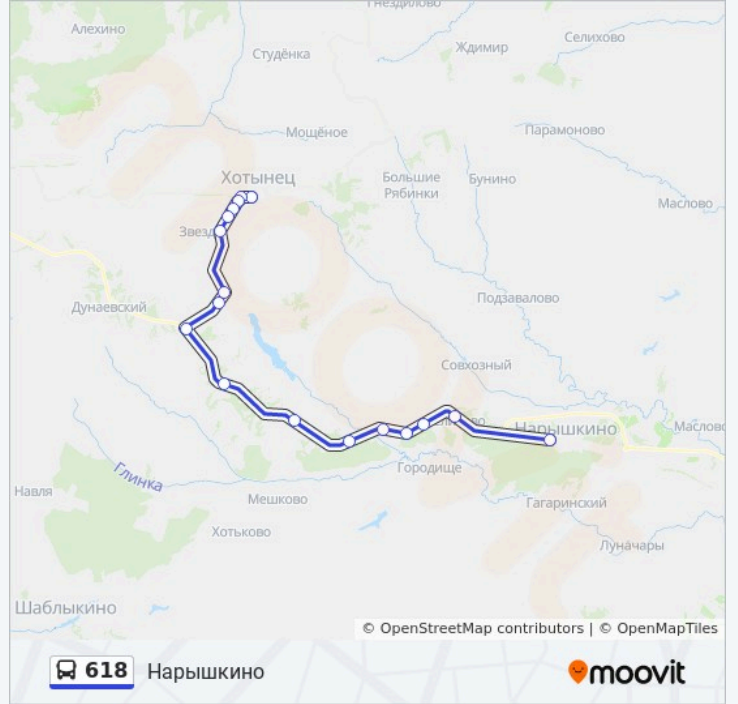 Гнездилово
Алехино
Селихово
Ждимир
Студёнка
Парамоново
Мощёное
Хотынец
Большие
Рябинки
Бунино
Маслово
Звезд
Подзавалово
Дунаевский
Совхозный
Нарышкино
Маслово
Городище
Глинка
Навля
Мешково
Гагаринский
Хотьково
Луначары
Шаблыкино
© OpenStreetMap contributors | © OpenMapTiles
618 Нарышкино
moovit